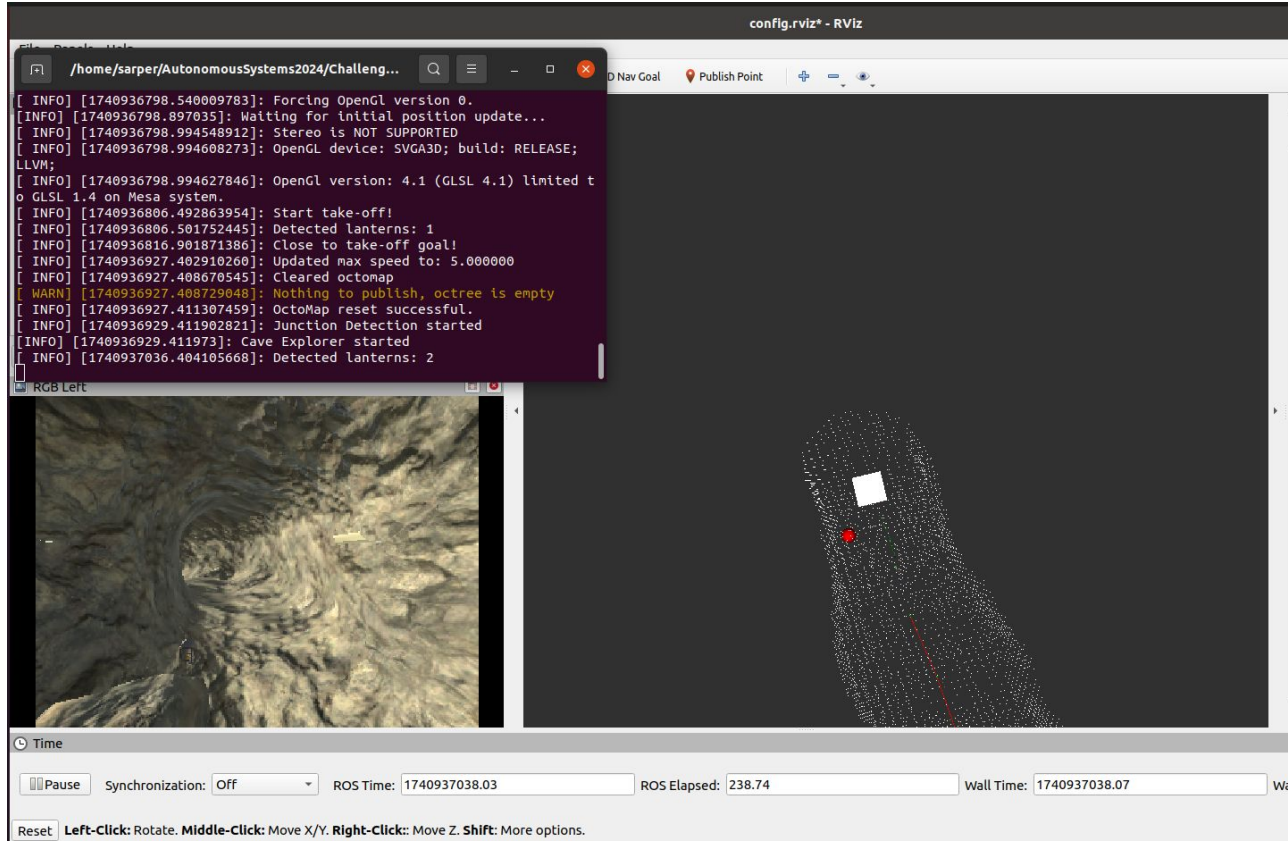 config.rviz* - RViz
/home/sarper/AutonomousSystems2024/Challeng...
D Nav Goal Publish Point
[ INFO] [1740936798.540009783]: Forcing OpenGl version 0.
[INFO] [1740936798.897035]: Waiting for initial position update...
[ INFO] [1740936798.994548912]: Stereo is NOT SUPPORTED
[ INFO] [1740936798.994608273]: OpenGL device: SVGA3D; build: RELEASE;
LLVM;
[ INFO] [1740936798.994627846]: OpenGl version: 4.1 (GLSL 4.1) limited t
o GLSL 1.4 on Mesa system.
[ INFO] [1740936806.492863954]: Start take-off!
[ INFO] [1740936806.501752445]: Detected lanterns: 1
[ INFO] [1740936816.901871386]: Close to take-off goal!
[ INFO] [1740936927.402910260]: Updated max speed to: 5.000000
[ INFO] [1740936927.408670545]: Cleared octomap
[ WARN] [1740936927.408729048]: Nothing to publish, octree is empty
[ INFO] [1740936927.411307459]: OctoMap reset successful.
[ INFO] [1740936929.411902821]: Junction Detection started
[INFO] [1740936929.411973]: Cave Explorer started
[ INFO] [1740937036.404105668]: Detected lanterns: 2
RGB Left
Time
Pause Synchronization: Off ROS Time: 1740937038.03 ROS Elapsed: 238.74 Wall Time: 1740937038.07 Wa
Reset Left-Click: Rotate. Middle-Click: Move X/Y. Right-Click:: Move Z. Shift: More options.